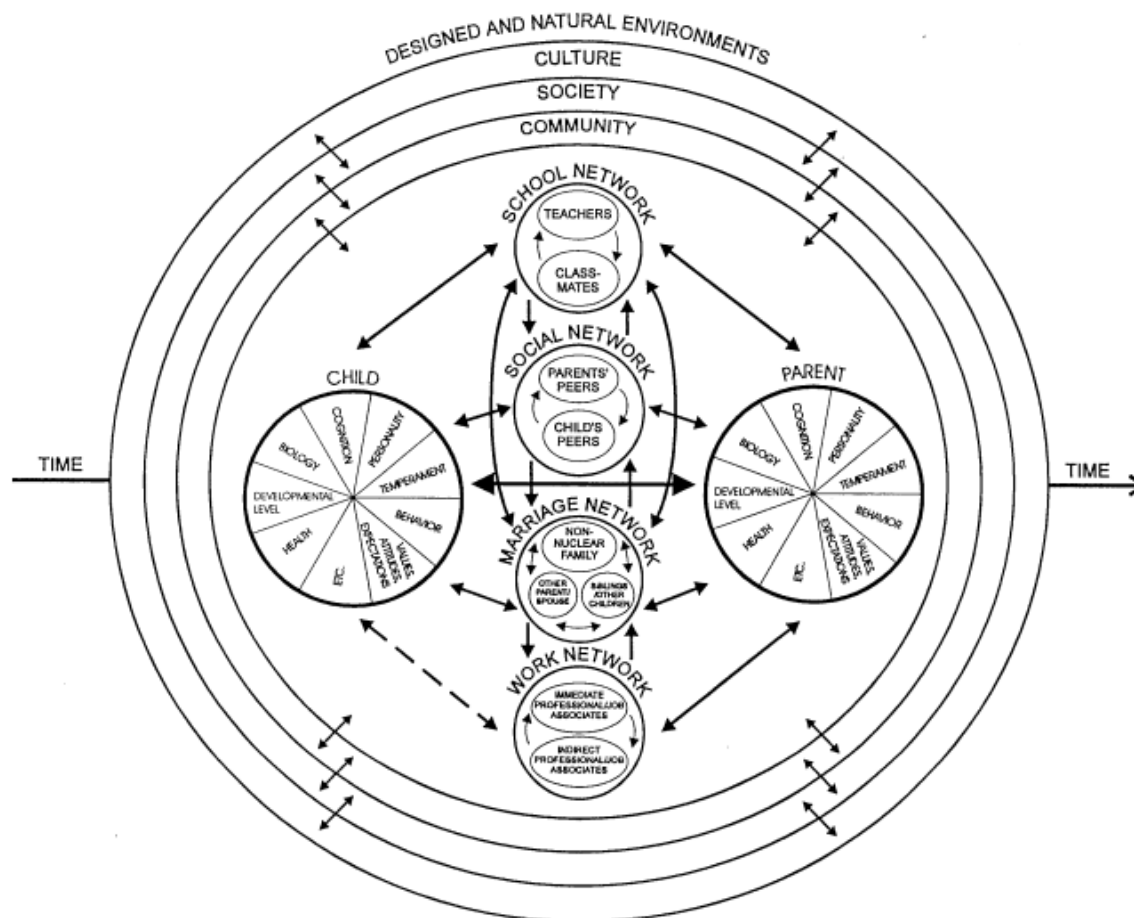 DESIGNED AND NATURAL ENVIRONMENTS
CULTURE
SOCIETY
COMMUNITY
SCHOOL NETWORK
TEACHERS
CLASS-
MATES
SOCIAL NETWORK
PARENTS'
PEERS
CHILD'S
PEERS
CHILD
COGNITION
PERSONALITY
BIOLOGY
TEMPERAMENT
DEVELOPMENTAL
LEVEL
BEHAVIOR
HEALTH
VALUES,
ATTITUDES,
EXPECTATIONS
ETC.
PARENT
COGNITION
PERSONALITY
BIOLOGY
TEMPERAMENT
DEVELOPMENTAL
LEVEL
BEHAVIOR
HEALTH
VALUES,
ATTITUDES,
EXPECTATIONS
ETC.
TIME
TIME
MARRIAGE NETWORK
NON-
NUCLEAR
FAMILY
OTHER
PARENT/
SPOUSE
SIBLINGS
/OTHER
CHILDREN
WORK NETWORK
IMMEDIATE
PROFESSIONAL/JOB
ASSOCIATES
INDIRECT
PROFESSIONAL/JOB
ASSOCIATES